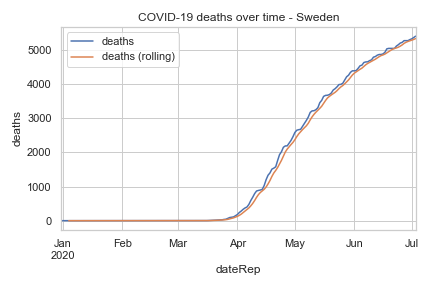 COVID-19 deaths over time - Sweden
deaths
deaths (rolling)
deaths
5000
4000
3000
2000
1000
0
Jan Feb Mar Apr May Jun Jul
2020
dateRep